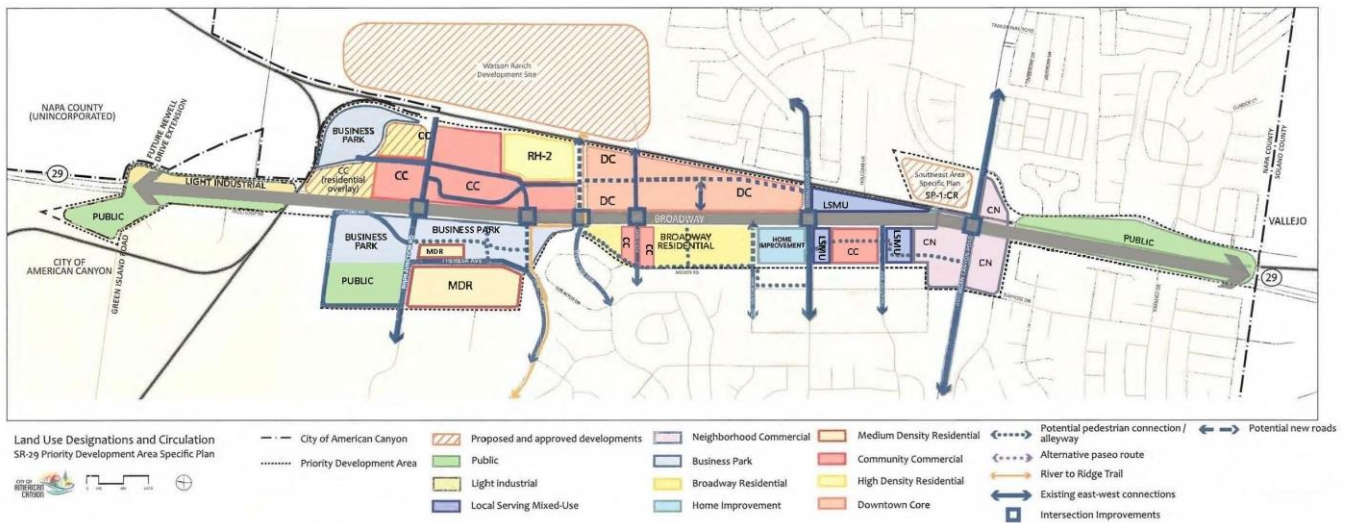 Watson Ranch
Development Site
NAPA COUNTY
(UNINCORPORATED)
FUTURE NEWELL
DRIVE EXTENSION
BUSINESS
PARK
CC
RH-2
DC
NAPA COUNTY
SOLANO COUNTY
29
LIGHT INDUSTRIAL
CC
(residential
overlay)
CC
CC
DC
DC
Southeast Area
Specific Plan
SP-1:CR
LSMU
CN
PUBLIC
BROADWAY
VALLEJO
BUSINESS
PARK
BUSINESS PARK
MDR
CC
CC
BROADWAY
RESIDENTIAL
HOME
IMPROVEMENT
LSMU
CC
LSMU
CN
CN
PUBLIC
CITY OF
AMERICAN CANYON
GREEN ISLAND ROAD
PUBLIC
MDR
29
Land Use Designations and Circulation
SR-29 Priority Development Area Specific Plan
CITY OF
AMERICAN
CANYON
City of American Canyon
Priority Development Area
Proposed and approved developments
Public
Light industrial
Local Serving Mixed-Use
Neighborhood Commercial
Business Park
Broadway Residential
Home Improvement
Medium Density Residential
Community Commercial
High Density Residential
Downtown Core
Potential pedestrian connection /
alleyway
Alternative paseo route
River to Ridge Trail
Existing east-west connections
Intersection Improvements
Potential new roads